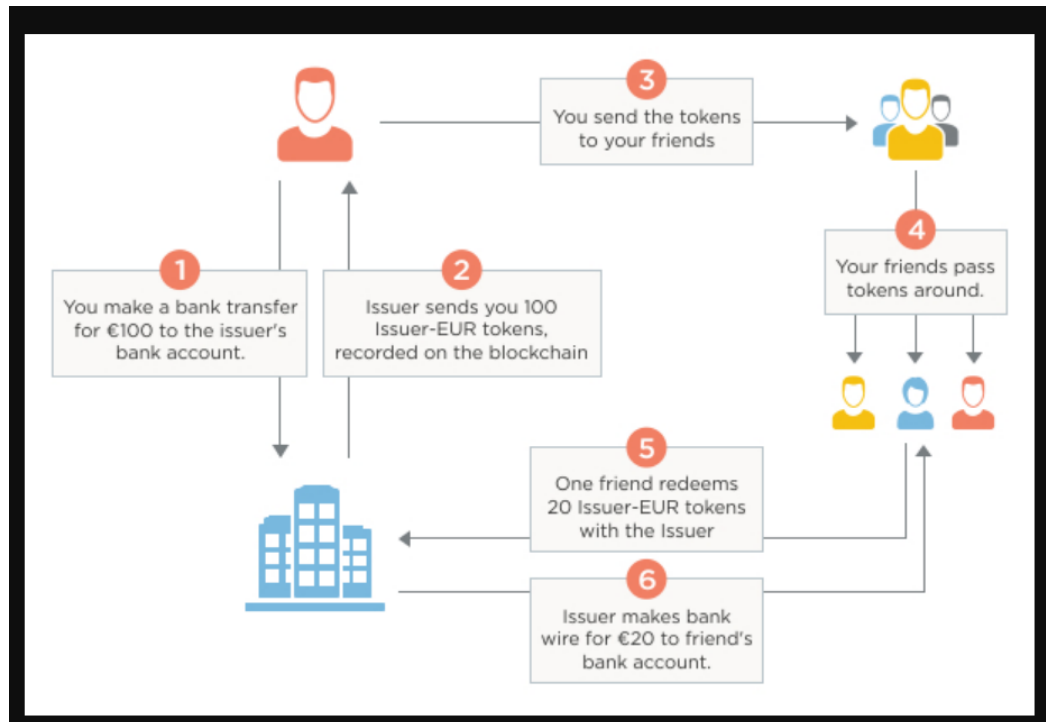 1
You make a bank transfer
for €100 to the issuer's
bank account.
2
Issuer sends you 100
Issuer-EUR tokens,
recorded on the blockchain
3
You send the tokens
to your friends
4
Your friends pass
tokens around.
5
One friend redeems
20 Issuer-EUR tokens
with the Issuer
6
Issuer makes bank
wire for €20 to friend's
bank account.